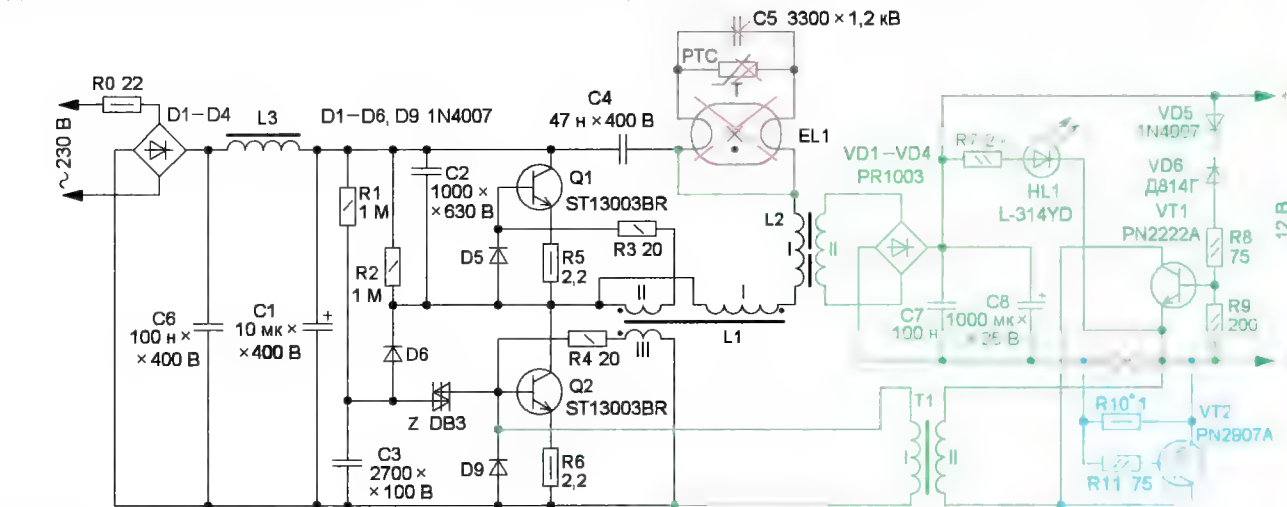 C5 3300 × 1,2 кВ
PTC
T
R0 22
D1–D4
L3
D1–D6, D9 1N4007
C4
47 н × 400 В
EL1
~ 230 В
VD1–VD4
PR1003
HL1
L-314YD
VD5
1N4007
VD6
Д814Г
VT1
PN2222A
R8
75
R9
200
12 В
R1
1 M
R2
1 M
C2
1000 ×
× 630 В
Q1
ST13003BR
R3 20
D5
R5
2,2
L2
I
II
II
I
L1
III
C6
100 н ×
× 400 В
C1
10 мк ×
× 400 В
+
D6
R4 20
Q2
ST13003BR
C7
100 н
C8
1000 мк ×
× 25 В
+
Z DB3
C3
2700 ×
× 100 В
D9
R6
2,2
T1
I
II
R10* 1
R11 75
VT2
PN2907A